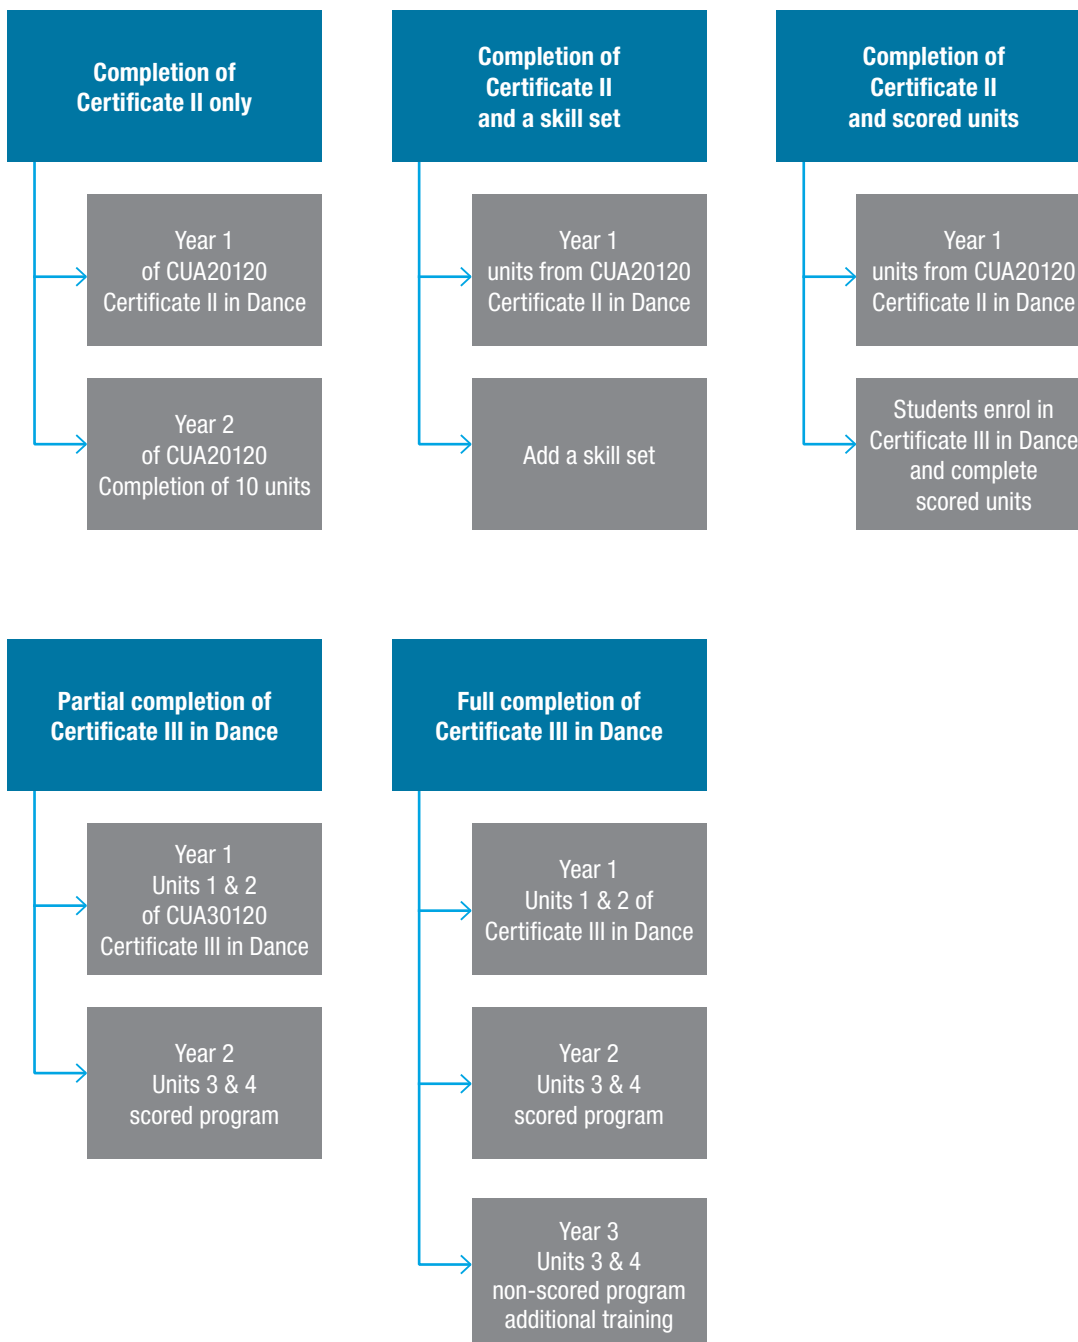 Completion of
Certificate II only
Year 1
of CUA20120
Certificate II in Dance
Year 2
of CUA20120
Completion of 10 units
Completion of
Certificate II
and a skill set
Year 1
units from CUA20120
Certificate II in Dance
Add a skill set
Completion of
Certificate II
and scored units
Year 1
units from CUA20120
Certificate II in Dance
Students enrol in
Certificate III in Dance
and complete
scored units
Partial completion of
Certificate III in Dance
Year 1
Units 1 & 2
of CUA30120
Certificate III in Dance
Year 2
Units 3 & 4
scored program
Full completion of
Certificate III in Dance
Year 1
Units 1 & 2 of
Certificate III in Dance
Year 2
Units 3 & 4
scored program
Year 3
Units 3 & 4
non-scored program
additional training